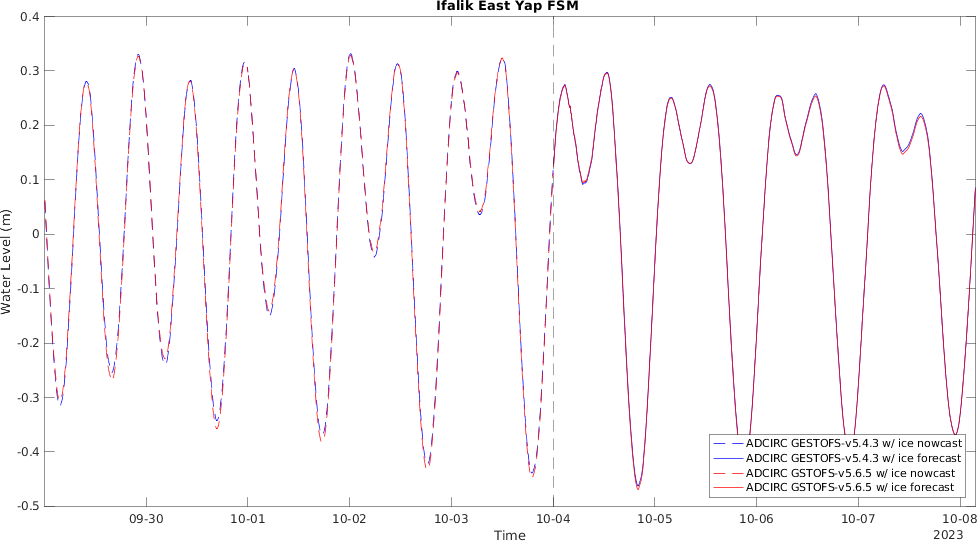 Ifalik East Yap FSM
0.4
0.3
0.2
0.1
0
-0.1
-0.2
-0.3
-0.4
-0.5
Water Level (m)
09-30 10-01 10-02 10-03 10-04 10-05 10-06 10-07 10-08
Time
2023
ADCIRC GESTOFS-v5.4.3 w/ ice nowcast
ADCIRC GESTOFS-v5.4.3 w/ ice forecast
ADCIRC GSTOFS-v5.6.5 w/ ice nowcast
ADCIRC GSTOFS-v5.6.5 w/ ice forecast